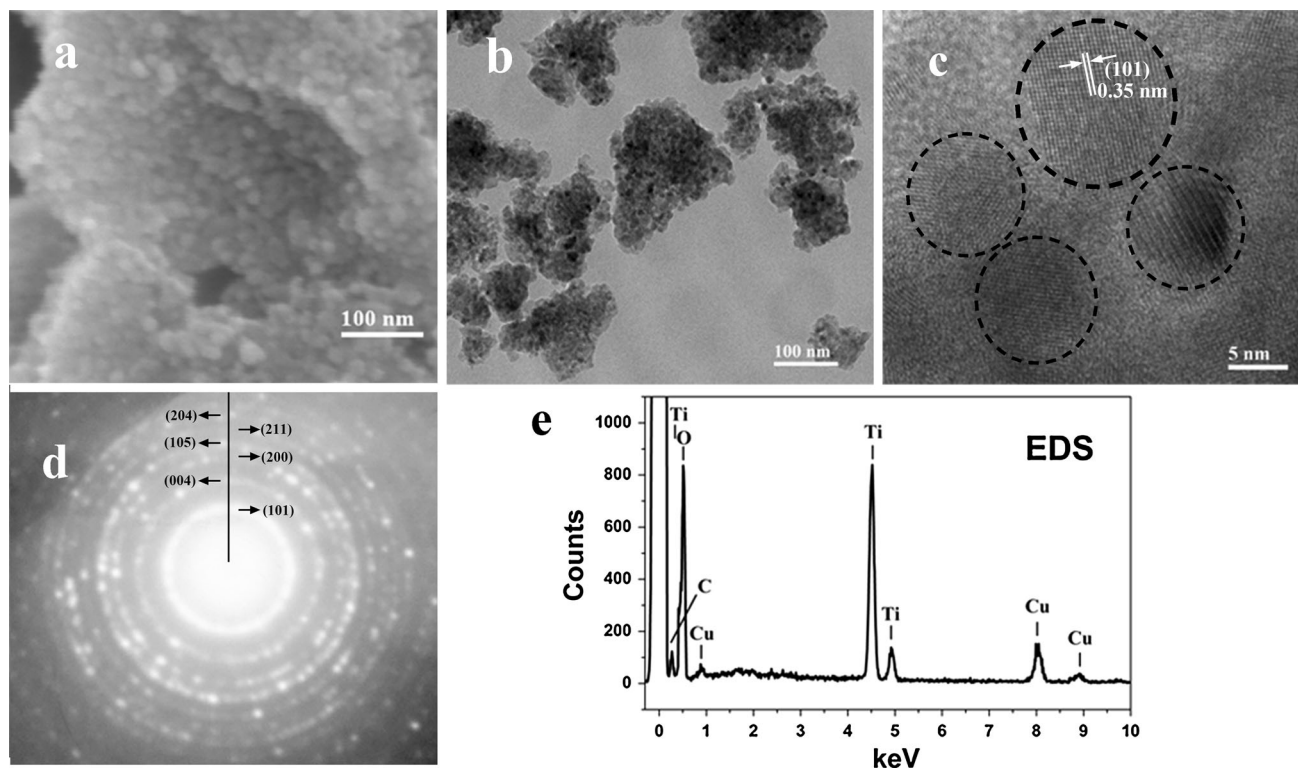 a
100 nm
b
100 nm
c
(101)
0.35 nm
5 nm
d
(204)
(211)
(105)
(200)
(004)
(101)
e
EDS
Counts
1000
800
600
400
200
0
Ti
O
C
Cu
Ti
Ti
Cu
Cu
0 1 2 3 4 5 6 7 8 9 10
keV